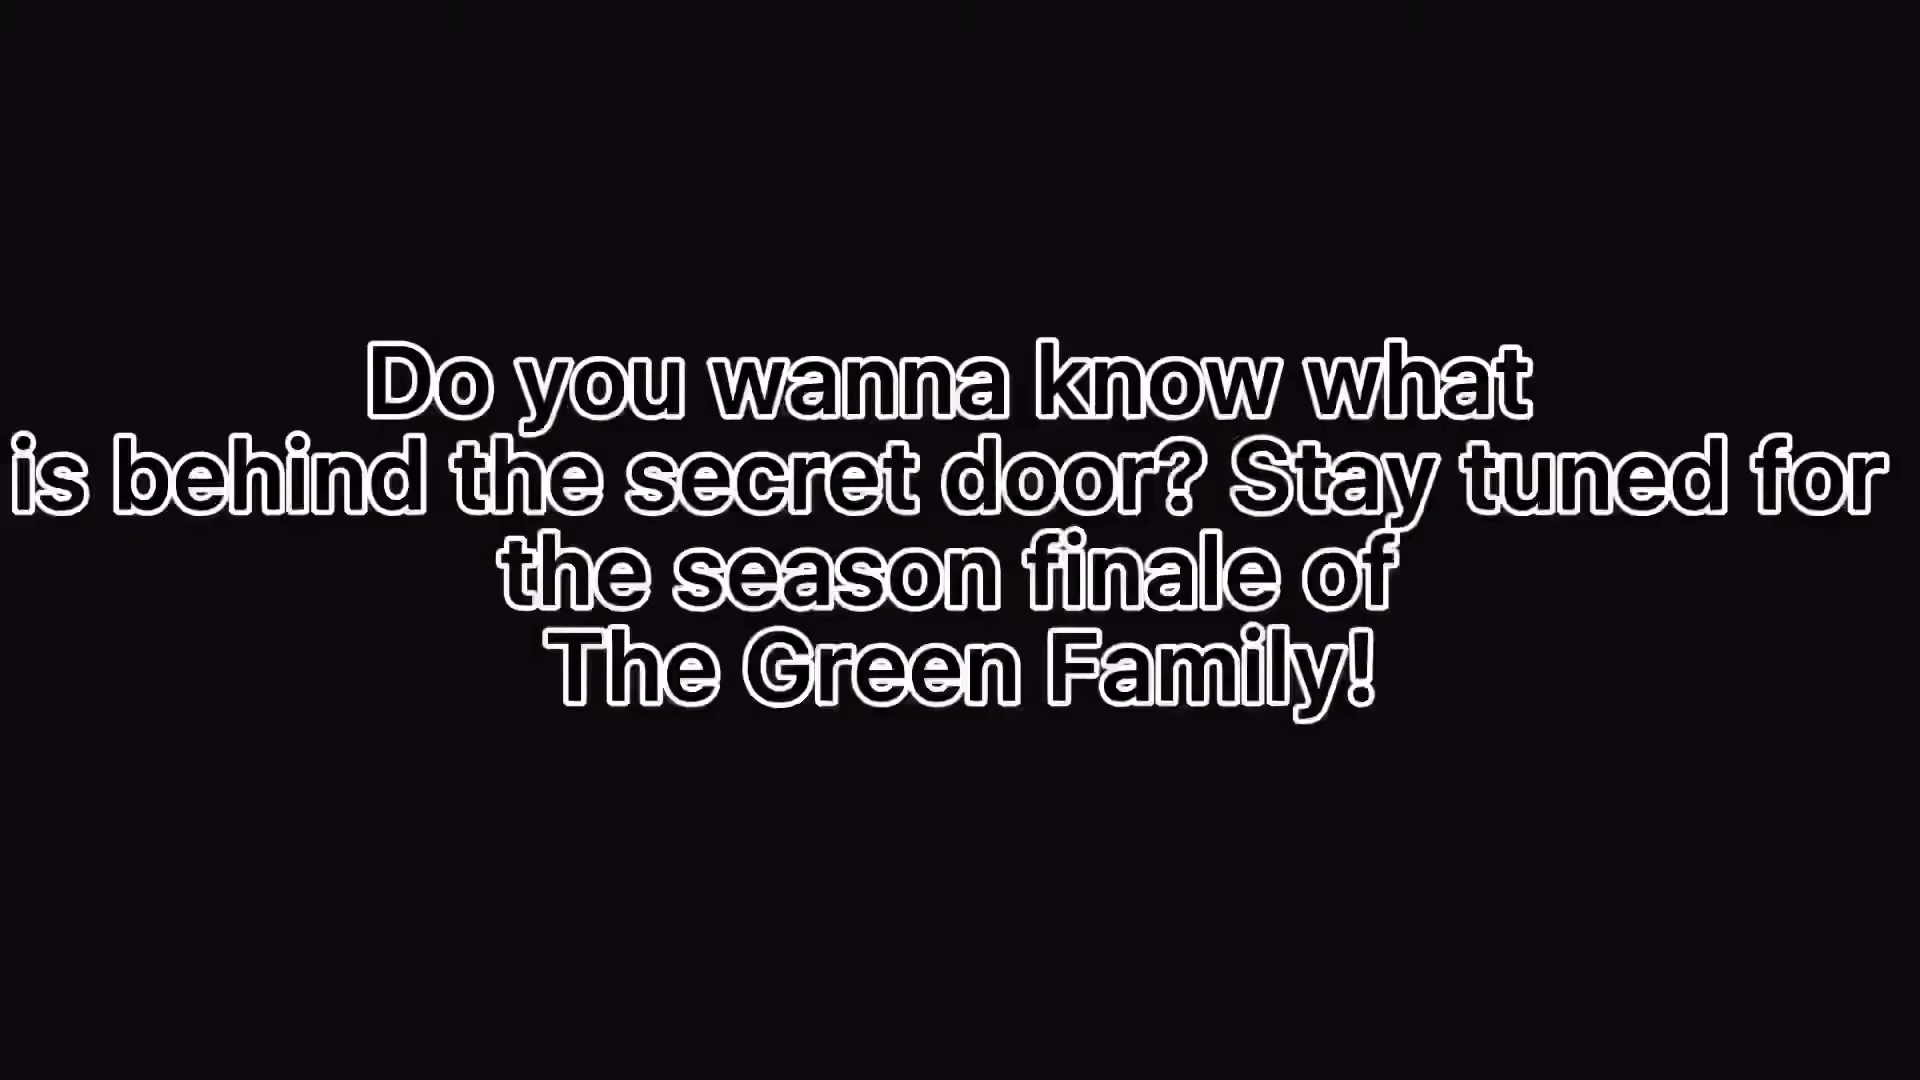 Do you wanna know what
is behind the secret door? Stay tuned for
the season finale of
The Green Family!